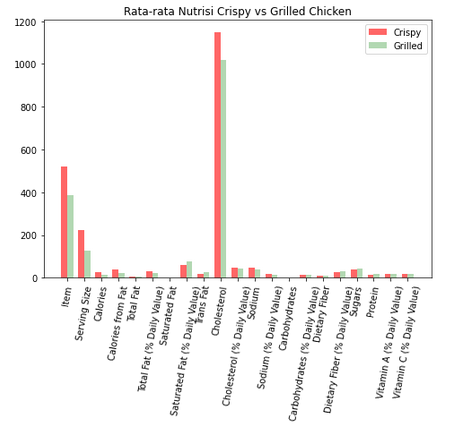 Rata-rata Nutrisi Crispy vs Grilled Chicken
Crispy
Grilled
1200
1000
800
600
400
200
0
Item
Serving Size
Calories
Calories from Fat
Total Fat
Total Fat (% Daily Value)
Saturated Fat
Saturated Fat (% Daily Value)
Trans Fat
Cholesterol
Cholesterol (% Daily Value)
Sodium
Sodium (% Daily Value)
Carbohydrates
Carbohydrates (% Daily Value)
Dietary Fiber
Dietary Fiber (% Daily Value)
Sugars
Protein
Vitamin A (% Daily Value)
Vitamin C (% Daily Value)